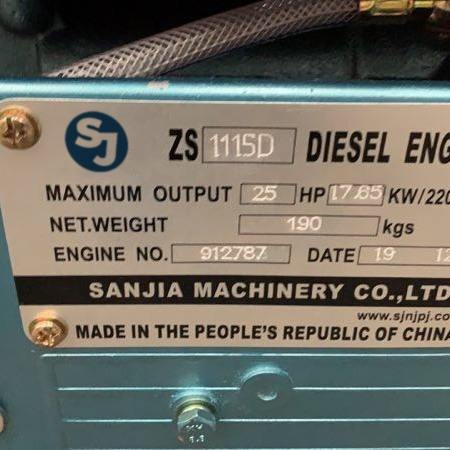 SJ ZS 1115D DIESEL ENG
MAXIMUM OUTPUT 25 HP 17.65 KW/220
NET.WEIGHT 190 kgs
ENGINE NO. 912787 DATE 19 12
SANJIA MACHINERY CO.,LTD
www.sjnjpj.co
MADE IN THE PEOPLE'S REPUBLIC OF CHINA